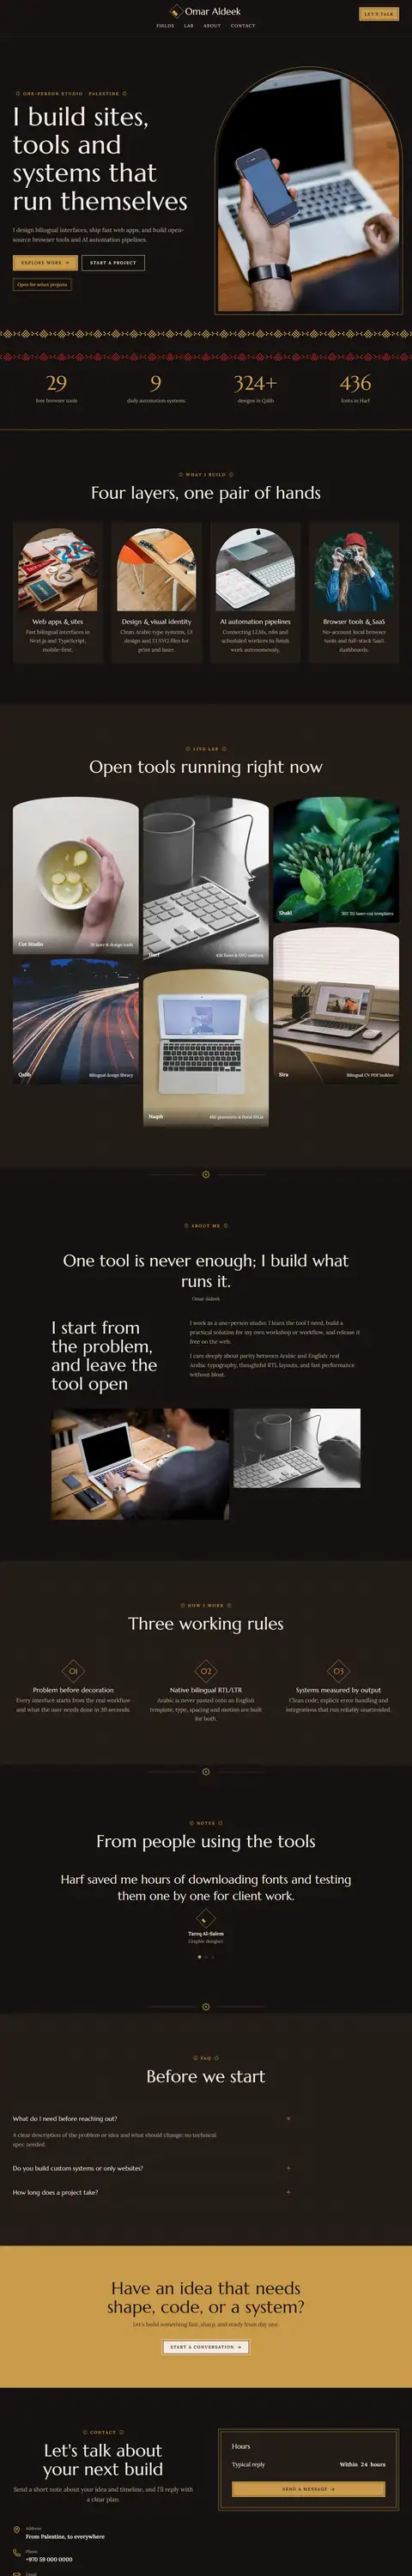 Omar Aldeek
FIELDS LAB ABOUT CONTACT
LET'S TALK
ONE-PERSON STUDIO · PALESTINE
I build sites,
tools and
systems that
run themselves
I design bilingual interfaces, ship fast web apps, and build open-
source browser tools and AI automation pipelines.
EXPLORE WORK →
START A PROJECT
Open for select projects
29
free browser tools
9
daily automation systems
324+
designs in Qalib
436
fonts in Harf
WHAT I BUILD
Four layers, one pair of hands
Web apps & sites
Fast bilingual interfaces in
Next.js and TypeScript,
mobile-first.
Design & visual identity
Clean Arabic type systems, UI
design and
print and laser.
AI automation pipelines
Connecting LLMs, n8n and
scheduled workers to finish
work autonomously.
Browser tools & SaaS
No-account local browser
tools and full-stack SaaS
dashboards.
LIVE LAB
Open tools running right now
Cut Studio
Harf
Shakl
Qalib
Bilingual design library
Naqsh
Sira
Bilingual CV PDF builder
ABOUT ME
One tool is never enough; I build what
runs it.
Omar Aldeek
I start from
the problem,
and leave the
tool open
I work as a one-person studio: I learn the tool I need, build a
practical solution for my own workshop or workflow, and release it
free on the web.
I care deeply about parity between Arabic and English: real
Arabic typography, thoughtful RTL layouts, and fast performance
without bloat.
HOW I WORK
Three working rules
01
Problem before decoration
Every interface starts from the real workflow
and what the user needs done in 30 seconds.
02
Native bilingual RTL/LTR
Arabic is never pasted onto an English
template; type, spacing and motion are built
for both.
03
Systems measured by output
Clean code, explicit error handling and
integrations that run reliably unattended.
NOTES
From people using the tools
Harf saved me hours of downloading fonts and testing
them one by one for client work.
Tareq Al-Salem
Graphic designer
FAQ
Before we start
What do I need before reaching out?
A clear description of the problem or idea and what should change; no technical
spec needed.
Do you build custom systems or only websites?
How long does a project take?
Have an idea that needs
shape, code, or a system?
Let's build something fast, sharp, and ready from day one.
START A CONVERSATION →
CONTACT
Let's talk about
your next build
Send a short note about your idea and timeline, and I'll reply with
a clear plan.
Hours
Typical reply Within 24 hours
SEND A MESSAGE →
Address
From Palestine, to everywhere
Phone
+970 59 000 0000
Email